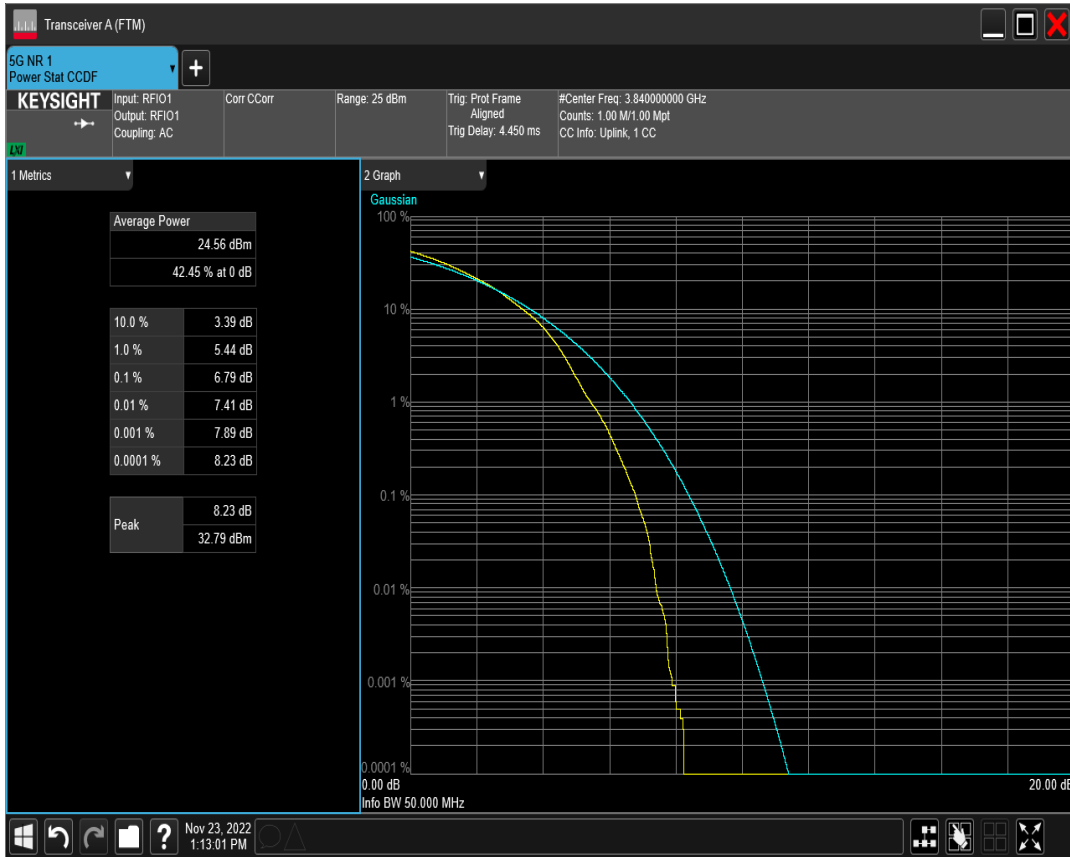 Transceiver A (FTM)
5G NR 1
Power Stat CCDF
+
KEYSIGHT
LXI
Input: RFIO1
Output: RFIO1
Coupling: AC
Corr CCorr
Range: 25 dBm
Trig: Prot Frame
Aligned
Trig Delay: 4.450 ms
#Center Freq: 3.840000000 GHz
Counts: 1.00 M/1.00 Mpt
CC Info: Uplink, 1 CC
1 Metrics
Average Power
24.56 dBm
42.45 % at 0 dB
10.0 % 3.39 dB
1.0 % 5.44 dB
0.1 % 6.79 dB
0.01 % 7.41 dB
0.001 % 7.89 dB
0.0001 % 8.23 dB
Peak
8.23 dB
32.79 dBm
2 Graph
Gaussian
100 %
10 %
1 %
0.1 %
0.01 %
0.001 %
0.0001 %
0.00 dB
20.00 dB
Info BW 50.000 MHz
?
Nov 23, 2022
1:13:01 PM